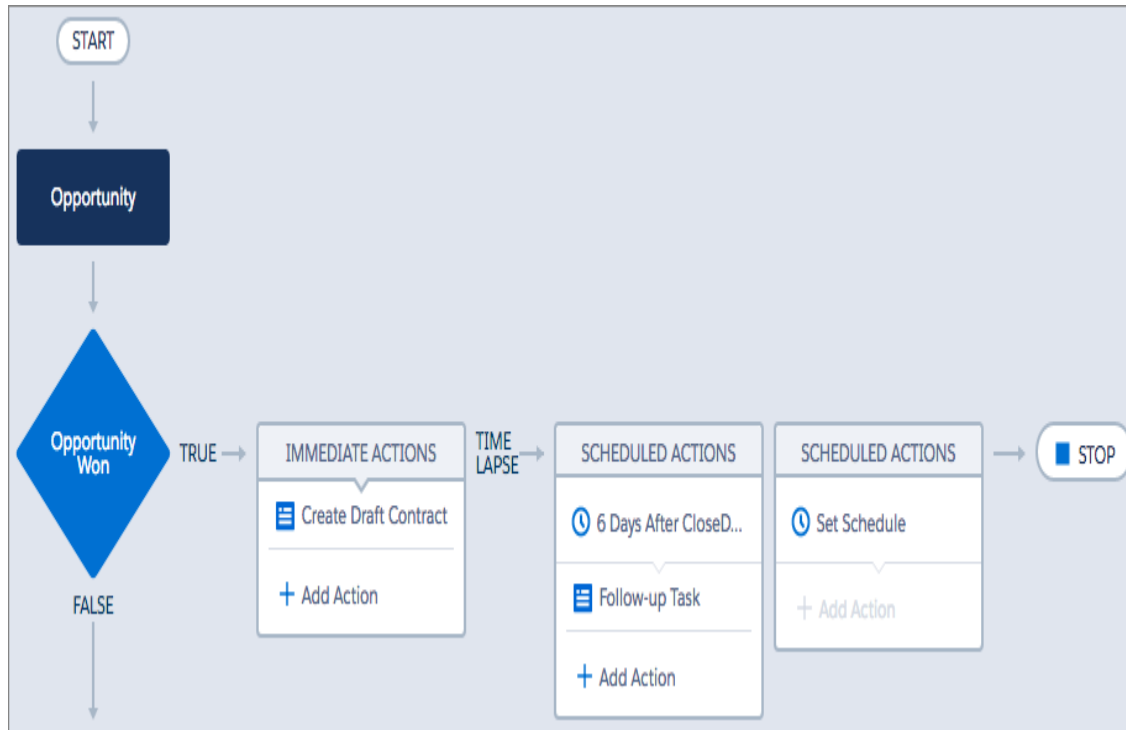 START
Opportunity
Opportunity
Won
TRUE
FALSE
IMMEDIATE ACTIONS
Create Draft Contract
+ Add Action
TIME
LAPSE
SCHEDULED ACTIONS
6 Days After CloseD...
Follow-up Task
+ Add Action
SCHEDULED ACTIONS
Set Schedule
+ Add Action
STOP